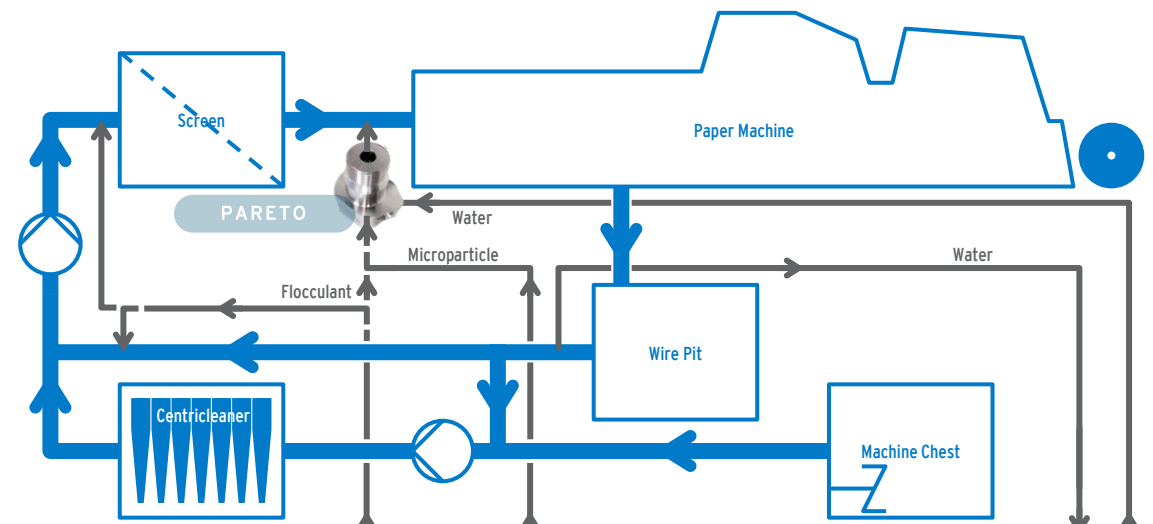 Screen
Paper Machine
PARETO
Water
Microparticle
Water
Flocculant
Wire Pit
Centricleaner
Machine Chest